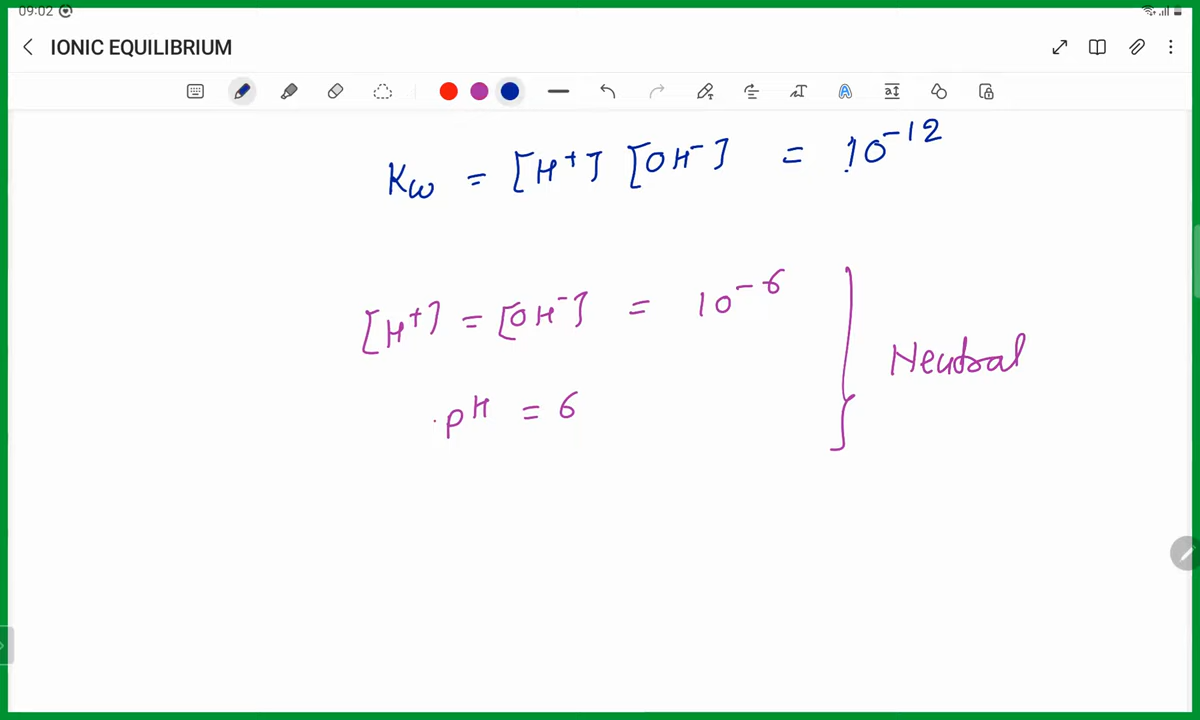 09:02
IONIC EQUILIBRIUM
Kw = [H⁺] [OH⁻] = 10⁻¹²
[H⁺] = [OH⁻] = 10⁻⁶
pH = 6
Neutral